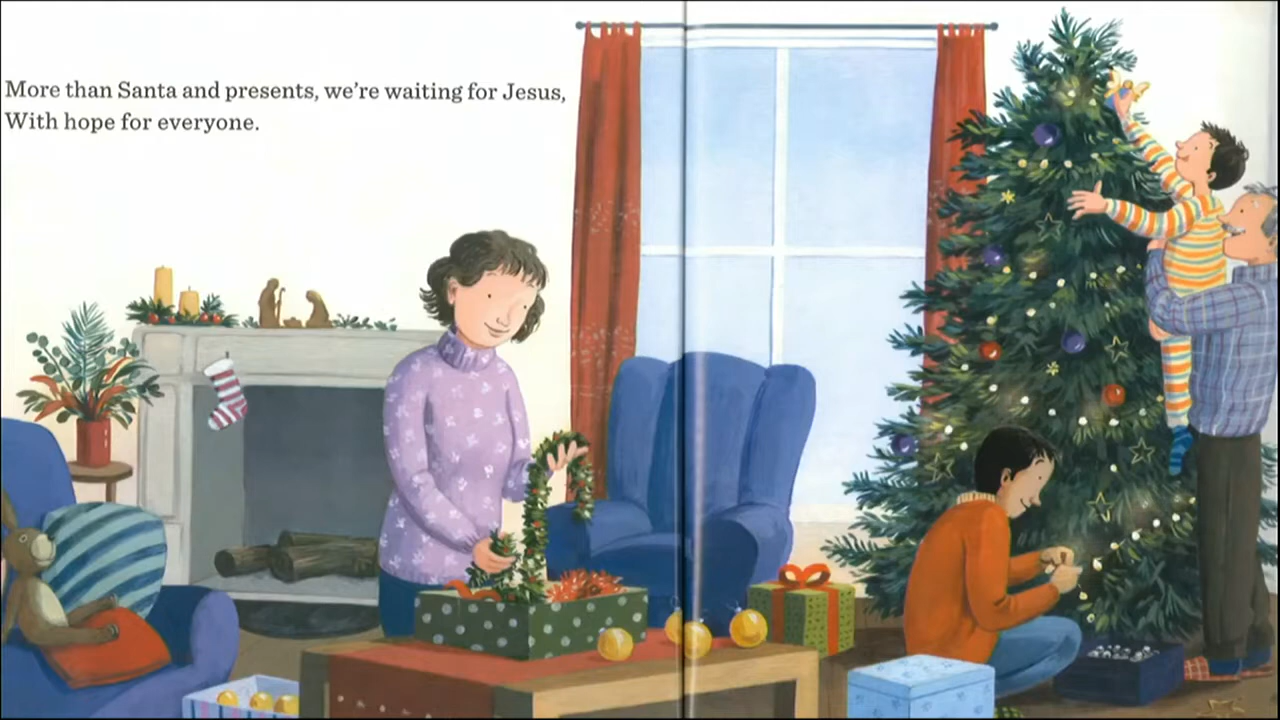 More than Santa and presents, we’re waiting for Jesus,
With hope for everyone.